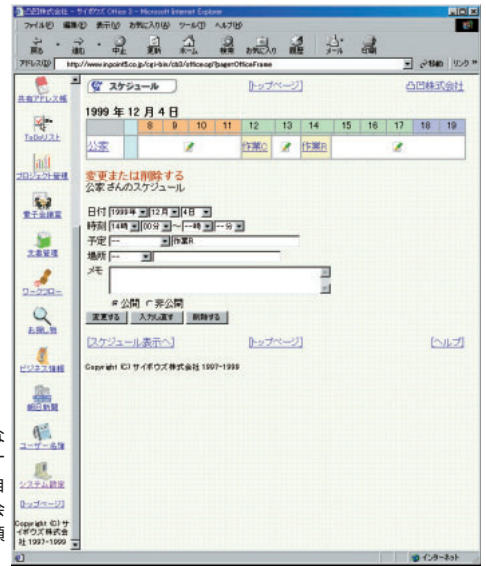 凸凹株式会社 - サイボウズ Office 3 - Microsoft Internet Explorer
ファイル(F) 編集(E) 表示(V) お気に入り(A) ツール(T) ヘルプ(H)
戻る 進む 中止 更新 ホーム 検索 お気に入り 履歴 メール 印刷
アドレス(D) http://www.inpoint5.co.jp/cgi-bin/cb3/office.cgi?page=OfficeFrame 移動 リンク »
共有アドレス帳
ToDoリスト
プロジェクト管理
電子会議室
文書管理
ワークフロー
お探し物
ビジネス情報
朝日新聞
ユーザー名簿
システム設定
[トップページ]
Copyright (C) サイボウズ株式会社 1997-1999
スケジュール [トップページ] 凸凹株式会社
1999 年 12 月 4 日
8 9 10 11 12 13 14 15 16 17 18 19
公家 作業Q 作業R
変更または削除する
公家 さんのスケジュール
日付 1999年 12月 4日
時刻 14時 00分 ～ --時 --分
予定 -- 作業R
場所 --
メモ
公開 非公開
変更する 入力し直す 削除する
[スケジュール表示へ] [トップページ] [ヘルプ]
Copyright (C) サイボウズ株式会社 1997-1999
インターネット